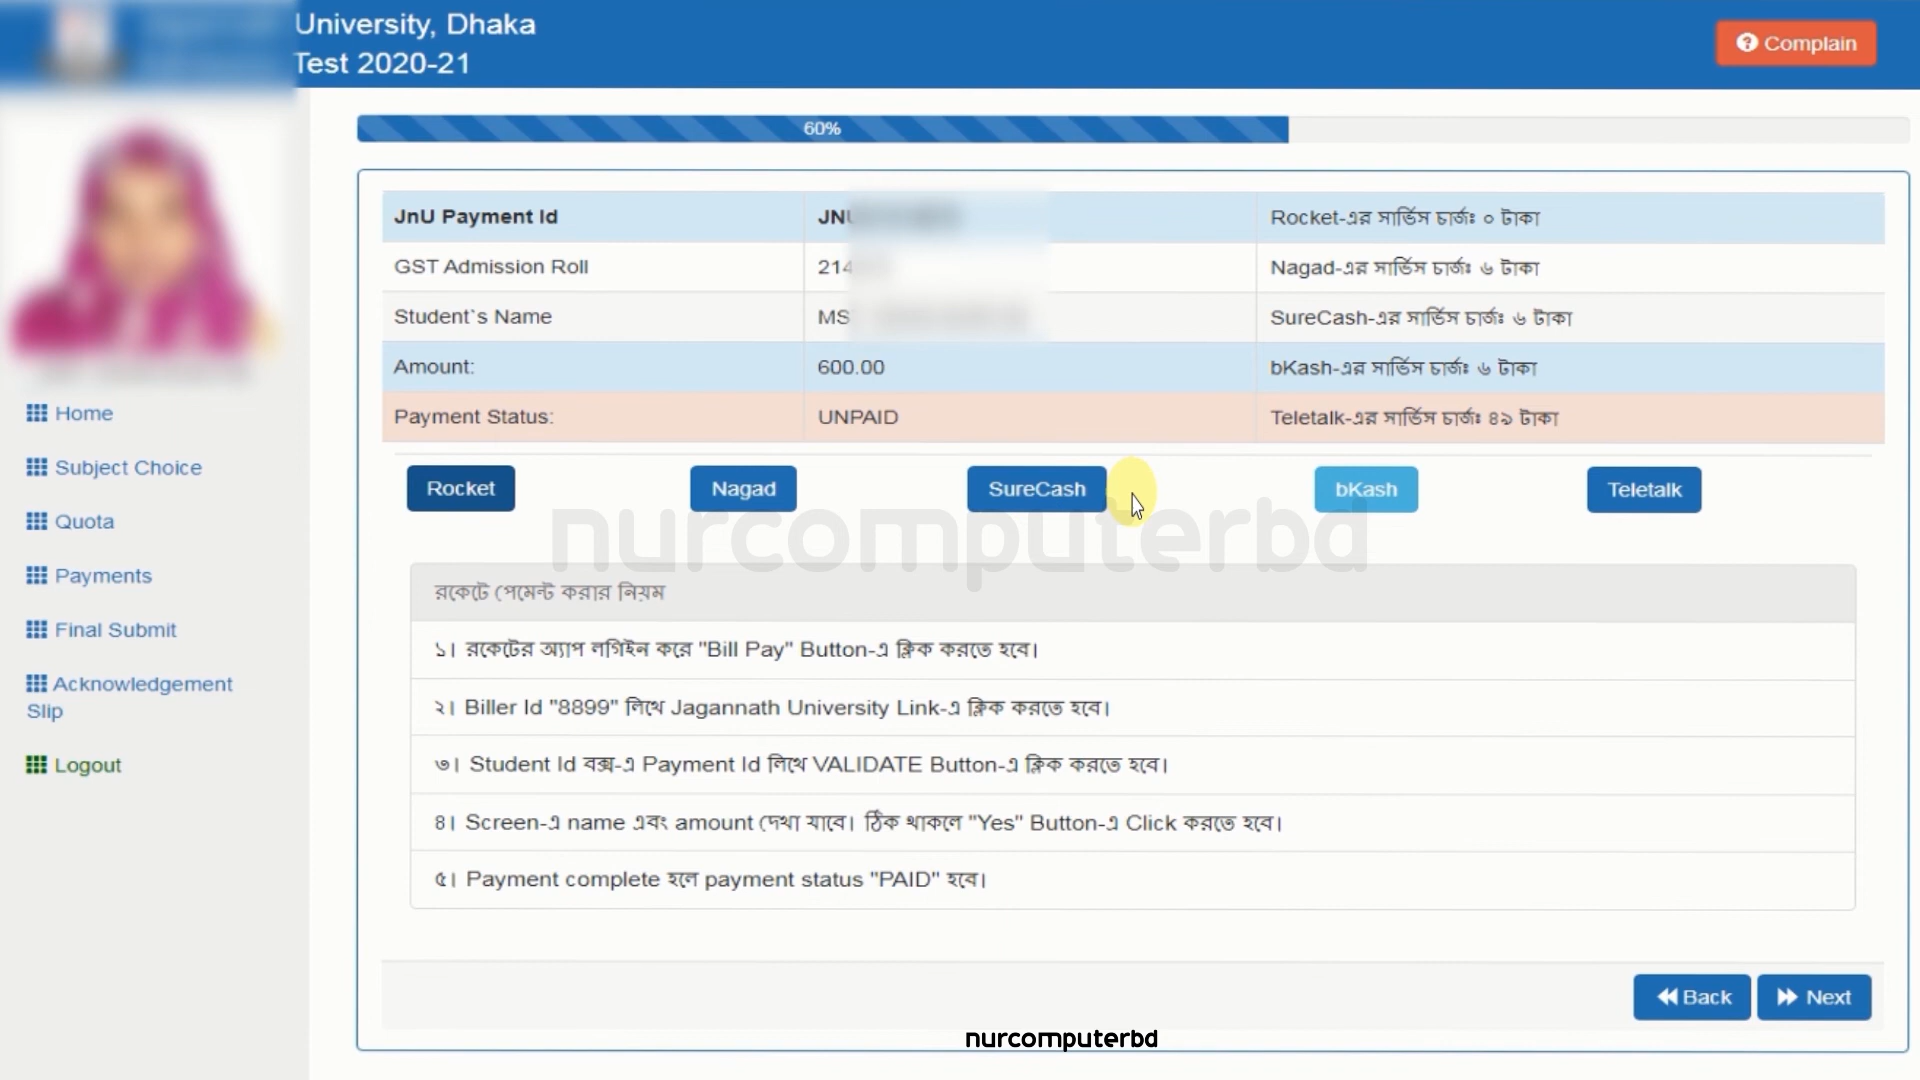 University, Dhaka
Test 2020-21
Complain
60%
JnU Payment Id JNU Rocket-এর সার্ভিস চার্জঃ ০ টাকা
GST Admission Roll 214 Nagad-এর সার্ভিস চার্জঃ ৬ টাকা
Student`s Name MS SureCash-এর সার্ভিস চার্জঃ ৬ টাকা
Amount: 600.00 bKash-এর সার্ভিস চার্জঃ ৬ টাকা
Payment Status: UNPAID Teletalk-এর সার্ভিস চার্জঃ ৪৯ টাকা
Home
Subject Choice
Quota
Payments
Final Submit
Acknowledgement
Slip
Logout
Rocket Nagad SureCash bKash Teletalk
nurcomputerbd
রকেটে পেমেন্ট করার নিয়ম
১। রকেটের অ্যাপ লগিইন করে "Bill Pay" Button-এ ক্লিক করতে হবে।
২। Biller Id "8899" লিখে Jagannath University Link-এ ক্লিক করতে হবে।
৩। Student Id বক্স-এ Payment Id লিখে VALIDATE Button-এ ক্লিক করতে হবে।
৪। Screen-এ name এবং amount দেখা যাবে। ঠিক থাকলে "Yes" Button-এ Click করতে হবে।
৫। Payment complete হলে payment status "PAID" হবে।
Back Next
nurcomputerbd